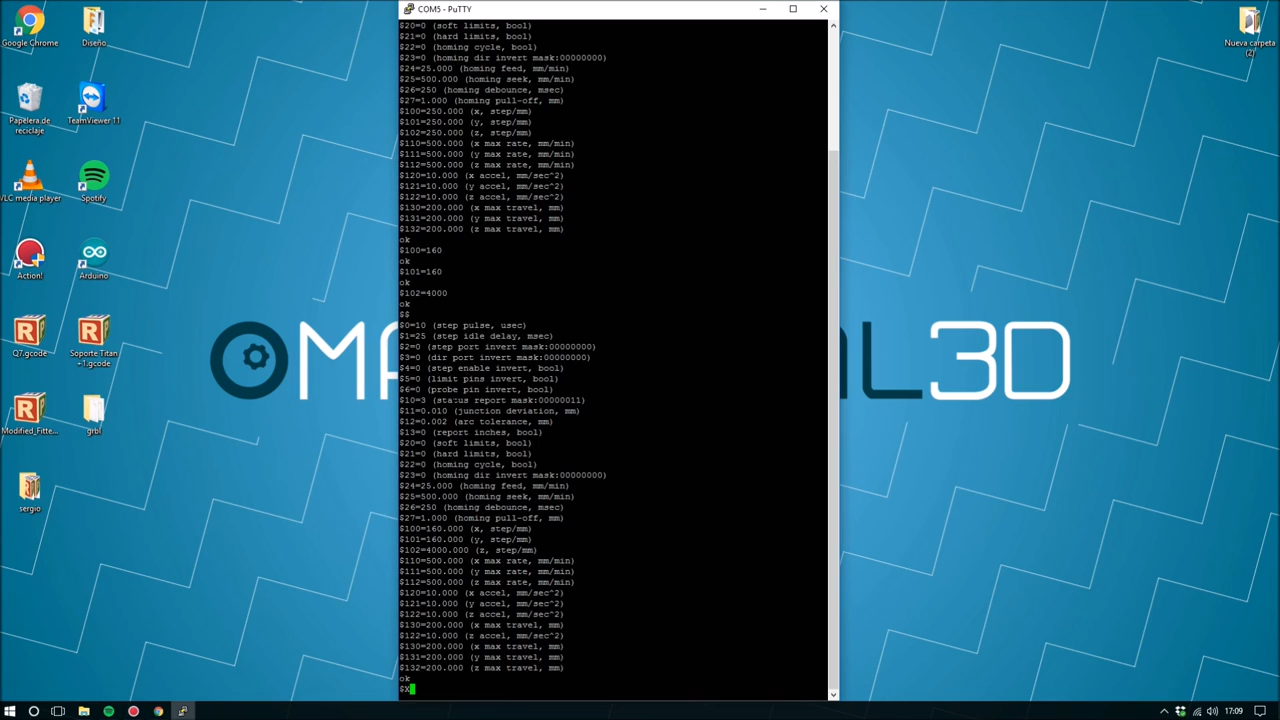 COM5 - PuTTY
$20=0 (soft limits, bool)
$21=0 (hard limits, bool)
$22=0 (homing cycle, bool)
$23=0 (homing dir invert mask:00000000)
$24=25.000 (homing feed, mm/min)
$25=500.000 (homing seek, mm/min)
$26=250 (homing debounce, msec)
$27=1.000 (homing pull-off, mm)
$100=250.000 (x, step/mm)
$101=250.000 (y, step/mm)
$102=250.000 (z, step/mm)
$110=500.000 (x max rate, mm/min)
$111=500.000 (y max rate, mm/min)
$112=500.000 (z max rate, mm/min)
$120=10.000 (x accel, mm/sec^2)
$121=10.000 (y accel, mm/sec^2)
$122=10.000 (z accel, mm/sec^2)
$130=200.000 (x max travel, mm)
$131=200.000 (y max travel, mm)
$132=200.000 (z max travel, mm)
ok
$100=160
ok
$101=160
ok
$102=4000
ok
$$
$0=10 (step pulse, usec)
$1=25 (step idle delay, msec)
$2=0 (step port invert mask:00000000)
$3=0 (dir port invert mask:00000000)
$4=0 (step enable invert, bool)
$5=0 (limit pins invert, bool)
$6=0 (probe pin invert, bool)
$10=3 (status report mask:00000011)
$11=0.010 (junction deviation, mm)
$12=0.002 (arc tolerance, mm)
$13=0 (report inches, bool)
$20=0 (soft limits, bool)
$21=0 (hard limits, bool)
$22=0 (homing cycle, bool)
$23=0 (homing dir invert mask:00000000)
$24=25.000 (homing feed, mm/min)
$25=500.000 (homing seek, mm/min)
$26=250 (homing debounce, msec)
$27=1.000 (homing pull-off, mm)
$100=160.000 (x, step/mm)
$101=160.000 (y, step/mm)
$102=4000.000 (z, step/mm)
$110=500.000 (x max rate, mm/min)
$111=500.000 (y max rate, mm/min)
$112=500.000 (z max rate, mm/min)
$120=10.000 (x accel, mm/sec^2)
$121=10.000 (y accel, mm/sec^2)
$122=10.000 (z accel, mm/sec^2)
$130=200.000 (x max travel, mm)
$122=10.000 (z accel, mm/sec^2)
$130=200.000 (x max travel, mm)
$131=200.000 (y max travel, mm)
$132=200.000 (z max travel, mm)
ok
$X
Google Chrome
Diseño
Papelera de
reciclaje
TeamViewer 11
VLC media player
Spotify
Action!
Arduino
Q7.gcode
Soporte Titan
+1.gcode
Modified_Fitte...
grbl
sergio
Nueva carpeta
(2)
3D
17:09